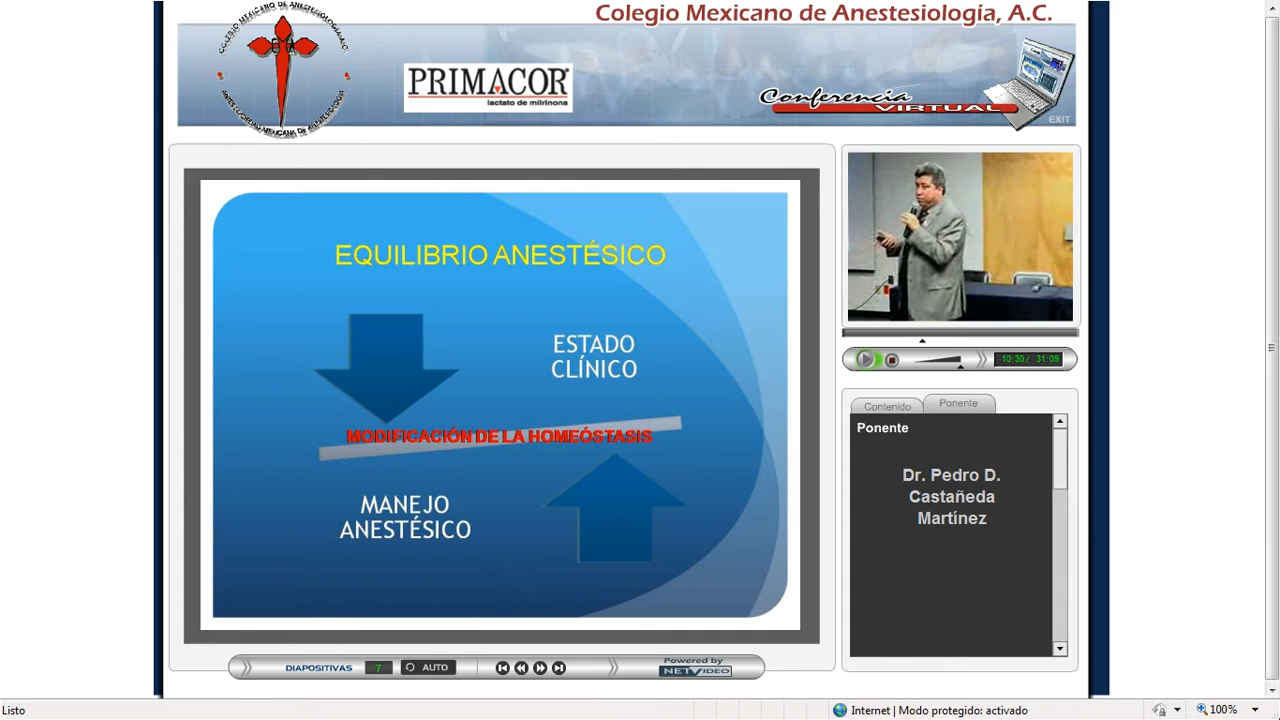 Colegio Mexicano de Anestesiología, A.C.
PRIMACOR
lactato de milrinona
Conferencia
VIRTUAL
EXIT
EQUILIBRIO ANESTÉSICO
ESTADO
CLÍNICO
MODIFICACIÓN DE LA HOMEÓSTASIS
MANEJO
ANESTÉSICO
10:30 / 31:09
Contenido
Ponente
Ponente
Dr. Pedro D.
Castañeda
Martínez
DIAPOSITIVAS
7
AUTO
Powered by
NETVIDEO
Listo
Internet | Modo protegido: activado
100%